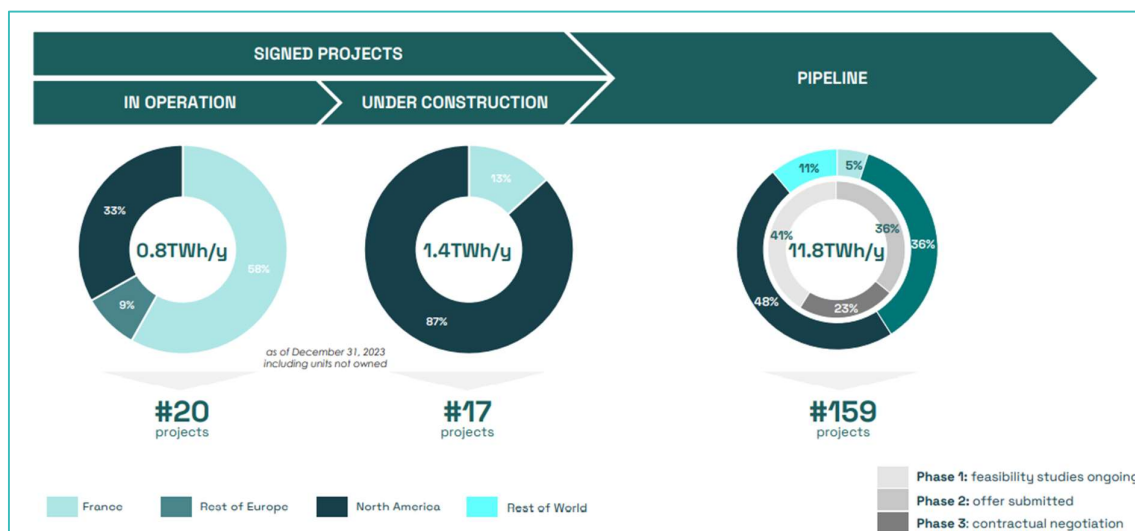 SIGNED PROJECTS
PIPELINE
IN OPERATION
UNDER CONSTRUCTION
33%
58%
9%
0.8TWh/y
13%
87%
1.4TWh/y
11%
5%
36%
48%
41%
36%
23%
11.8TWh/y
as of December 31, 2023
including units not owned
#20
projects
#17
projects
#159
projects
France
Rest of Europe
North America
Rest of World
Phase 1: feasibility studies ongoing
Phase 2: offer submitted
Phase 3: contractual negotiation